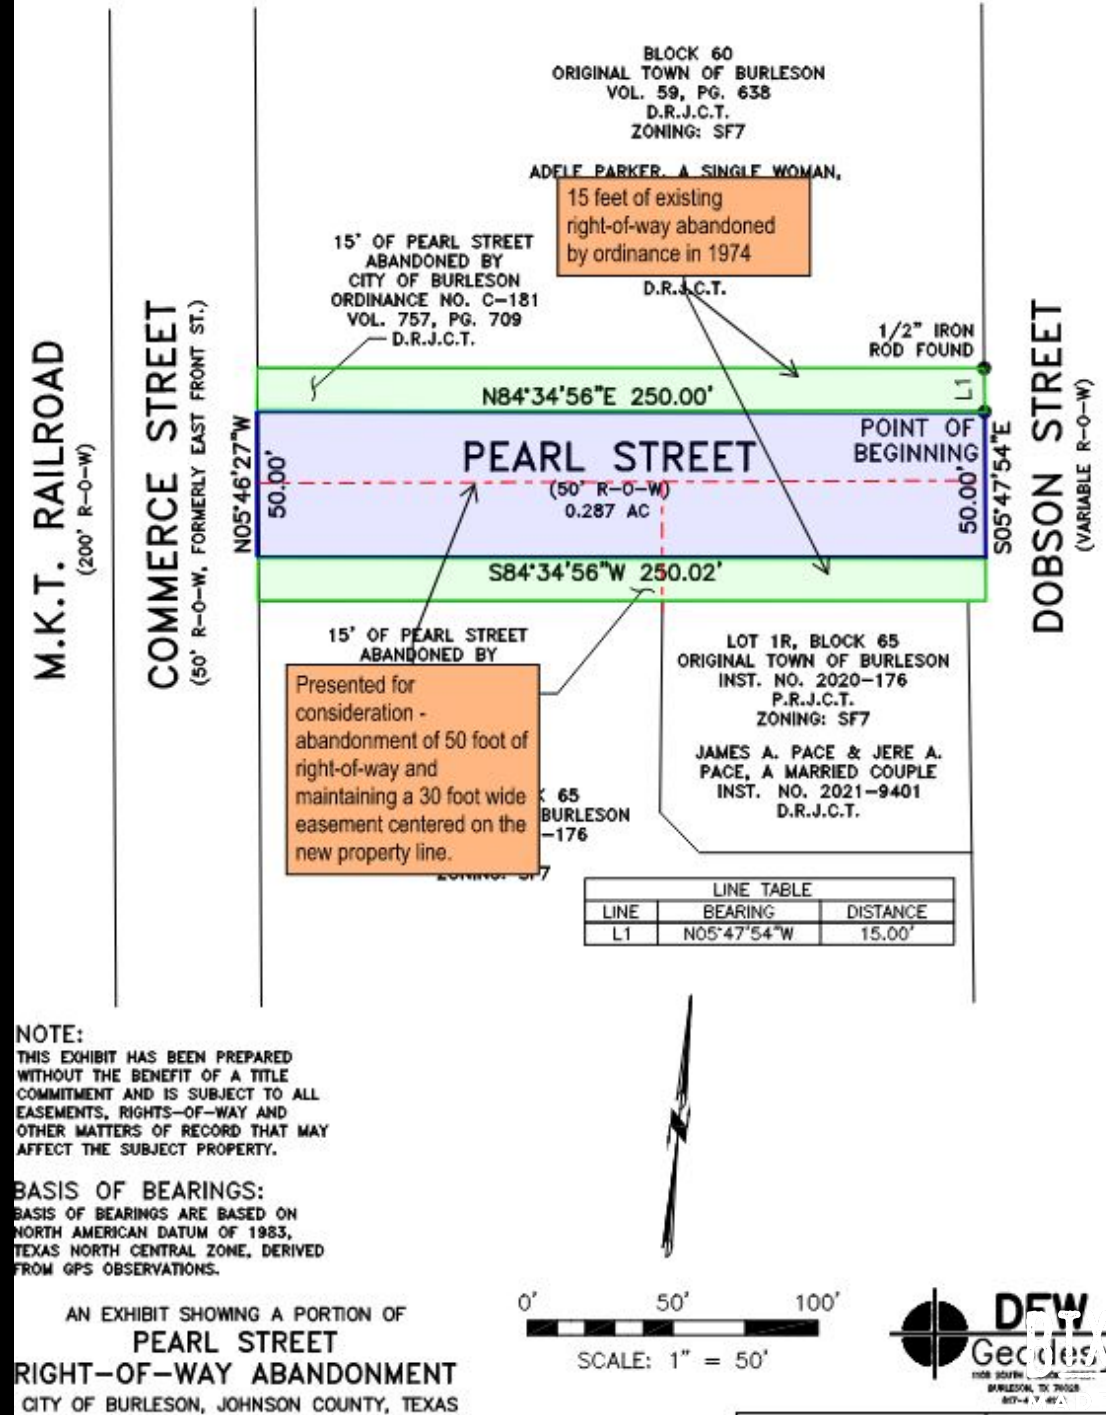 BLOCK 60
ORIGINAL TOWN OF BURLESON
VOL. 59, PG. 638
D.R.J.C.T.
ZONING: SF7
ADELE PARKER, A SINGLE WOMAN,
15 feet of existing
right-of-way abandoned
by ordinance in 1974
D.R.J.C.T.
15' OF PEARL STREET
ABANDONED BY
CITY OF BURLESON
ORDINANCE NO. C-181
VOL. 757, PG. 709
D.R.J.C.T.
1/2" IRON
ROD FOUND
M.K.T. RAILROAD
(200' R-O-W)
COMMERCE STREET
(50' R-O-W, FORMERLY EAST FRONT ST.)
N05°46'27"W
50.00'
N84°34'56"E 250.00'
L1
PEARL STREET
(50' R-O-W)
0.287 AC
POINT OF
BEGINNING
50.00'
S05°47'54"E
DOBSON STREET
(VARIABLE R-O-W)
S84°34'56"W 250.02'
15' OF PEARL STREET
ABANDONED BY
Presented for
consideration -
abandonment of 50 foot of
right-of-way and
maintaining a 30 foot wide
easement centered on the
new property line.
65
BURLESON
-176
ZONING: SF7
LOT 1R, BLOCK 65
ORIGINAL TOWN OF BURLESON
INST. NO. 2020-176
P.R.J.C.T.
ZONING: SF7
JAMES A. PACE & JERE A.
PACE, A MARRIED COUPLE
INST. NO. 2021-9401
D.R.J.C.T.
LINE TABLE
LINE BEARING DISTANCE
L1 N05°47'54"W 15.00'
NOTE:
THIS EXHIBIT HAS BEEN PREPARED
WITHOUT THE BENEFIT OF A TITLE
COMMITMENT AND IS SUBJECT TO ALL
EASEMENTS, RIGHTS-OF-WAY AND
OTHER MATTERS OF RECORD THAT MAY
AFFECT THE SUBJECT PROPERTY.
BASIS OF BEARINGS:
BASIS OF BEARINGS ARE BASED ON
NORTH AMERICAN DATUM OF 1983,
TEXAS NORTH CENTRAL ZONE, DERIVED
FROM GPS OBSERVATIONS.
AN EXHIBIT SHOWING A PORTION OF
PEARL STREET
RIGHT-OF-WAY ABANDONMENT
CITY OF BURLESON, JOHNSON COUNTY, TEXAS
0' 50' 100'
SCALE: 1" = 50'
DFW
Geodesy
BURLESON, TX 76028